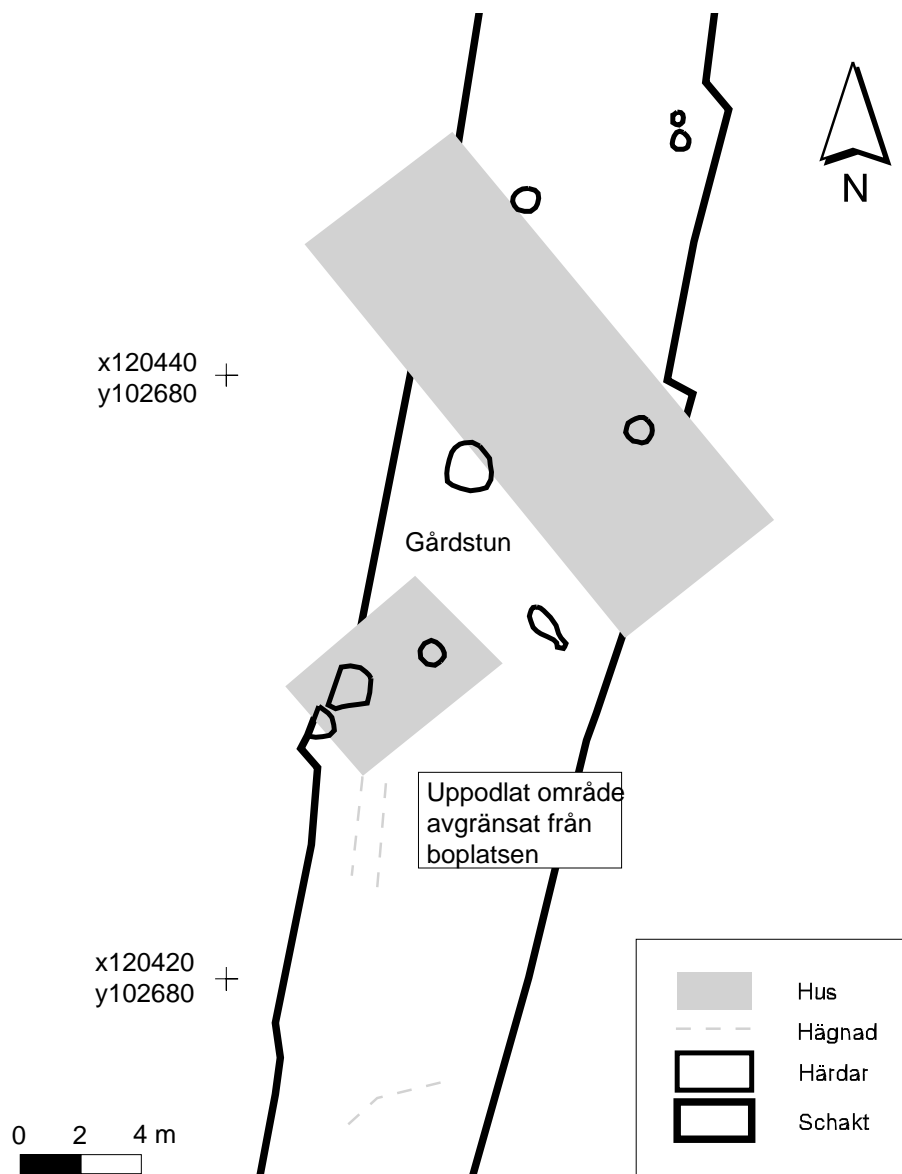 N
x120440
y102680
Gårdstun
Uppodlat område
avgränsat från
boplatsen
x120420
y102680
Hus
Hägnad
Härdar
Schakt
0 2 4 m